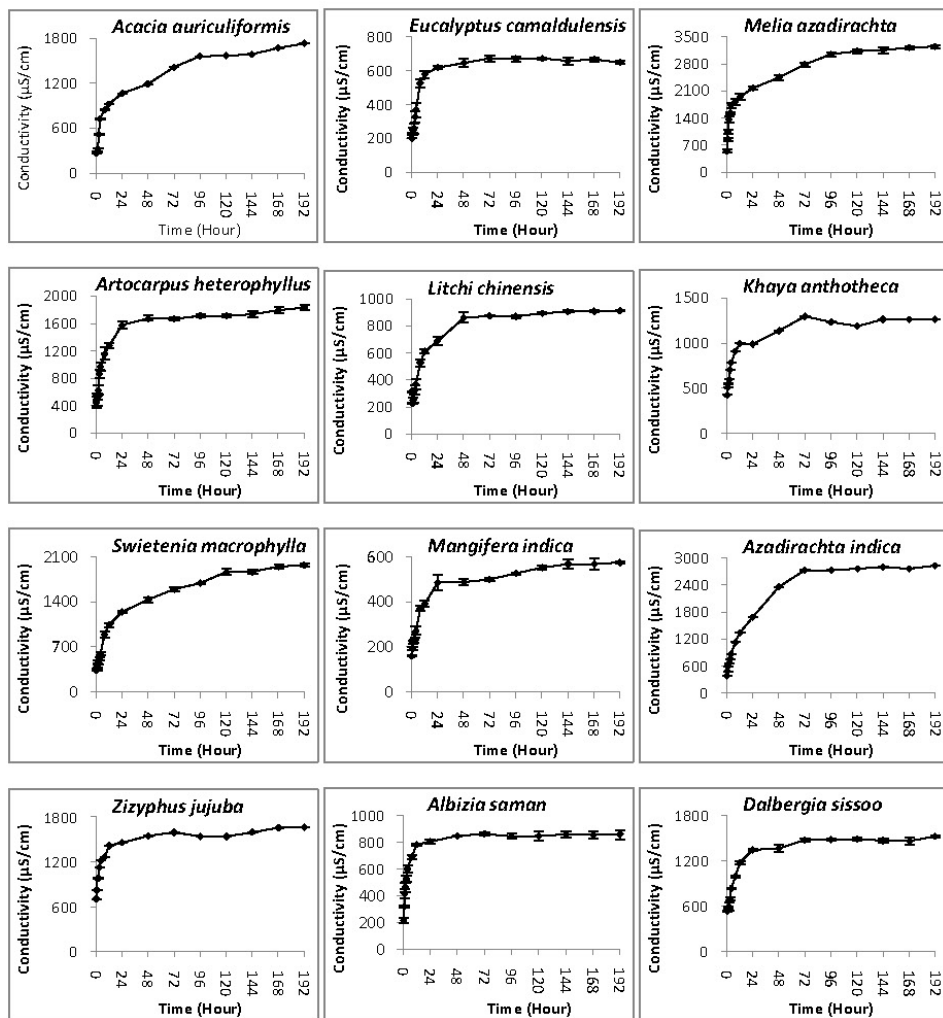 Acacia auriculiformis
Conductivity (µS/cm)
1800
1200
600
0
0 24 48 72 96 120 144 168 192
Time (Hour)
Eucalyptus camaldulensis
Conductivity (µS/cm)
800
600
400
200
0
0 24 48 72 96 120 144 168 192
Time (Hour)
Melia azadirachta
Conductivity (µS/cm)
3500
2800
2100
1400
700
0
0 24 48 72 96 120 144 168 192
Time (Hour)
Artocarpus heterophyllus
Conductivity (µS/cm)
2000
1600
1200
800
400
0
0 24 48 72 96 120 144 168 192
Time (Hour)
Litchi chinensis
Conductivity (µS/cm)
1000
800
600
400
200
0
0 24 48 72 96 120 144 168 192
Time (Hour)
Khaya anthotheca
Conductivity (µS/cm)
1500
1000
500
0
0 24 48 72 96 120 144 168 192
Time (Hour)
Swietenia macrophylla
Conductivity (µS/cm)
2100
1400
700
0
0 24 48 72 96 120 144 168 192
Time (Hour)
Mangifera indica
Conductivity (µS/cm)
600
400
200
0
0 24 48 72 96 120 144 168 192
Time (Hour)
Azadirachta indica
Conductivity (µS/cm)
3000
2400
1800
1200
600
0
0 24 48 72 96 120 144 168 192
Time (Hour)
Zizyphus jujuba
Conductivity (µS/cm)
1800
1200
600
0
0 24 48 72 96 120 144 168 192
Time (Hour)
Albizia saman
Conductivity (µS/cm)
1000
800
600
400
200
0
0 24 48 72 96 120 144 168 192
Time (Hour)
Dalbergia sissoo
Conductivity (µS/cm)
1800
1200
600
0
0 24 48 72 96 120 144 168 192
Time (Hour)